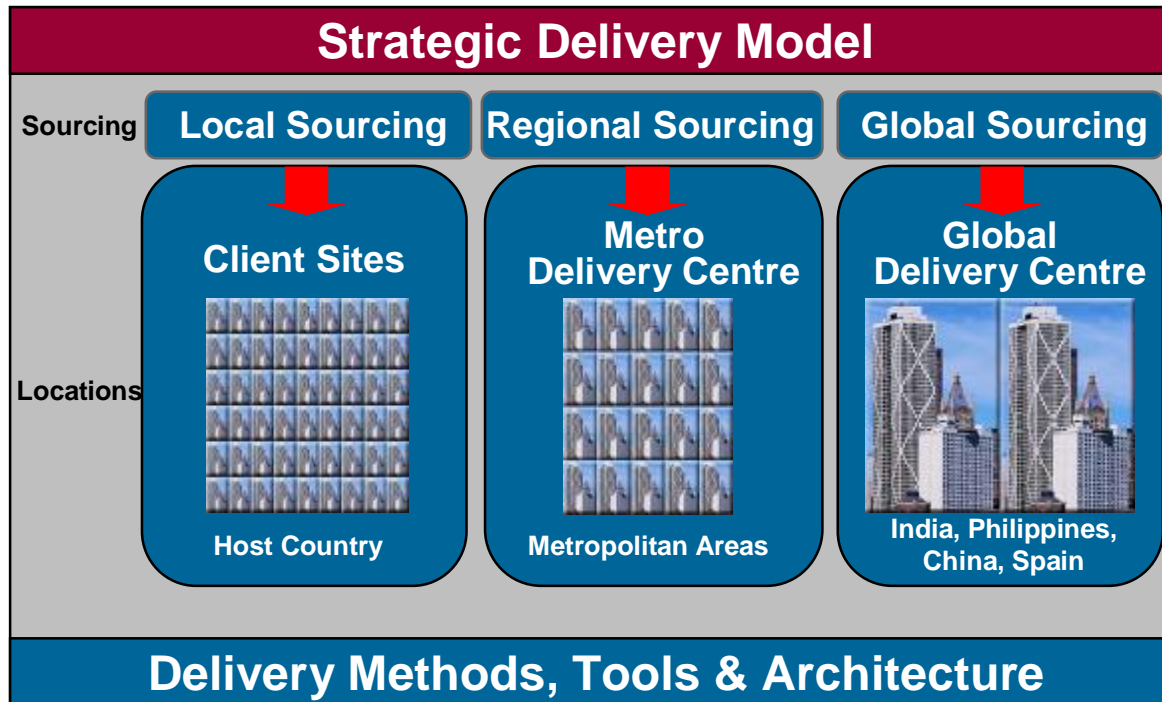 Strategic Delivery Model
Sourcing
Local Sourcing
Regional Sourcing
Global Sourcing
Locations
Client Sites
Host Country
Metro
Delivery Centre
Metropolitan Areas
Global
Delivery Centre
India, Philippines,
China, Spain
Delivery Methods, Tools & Architecture